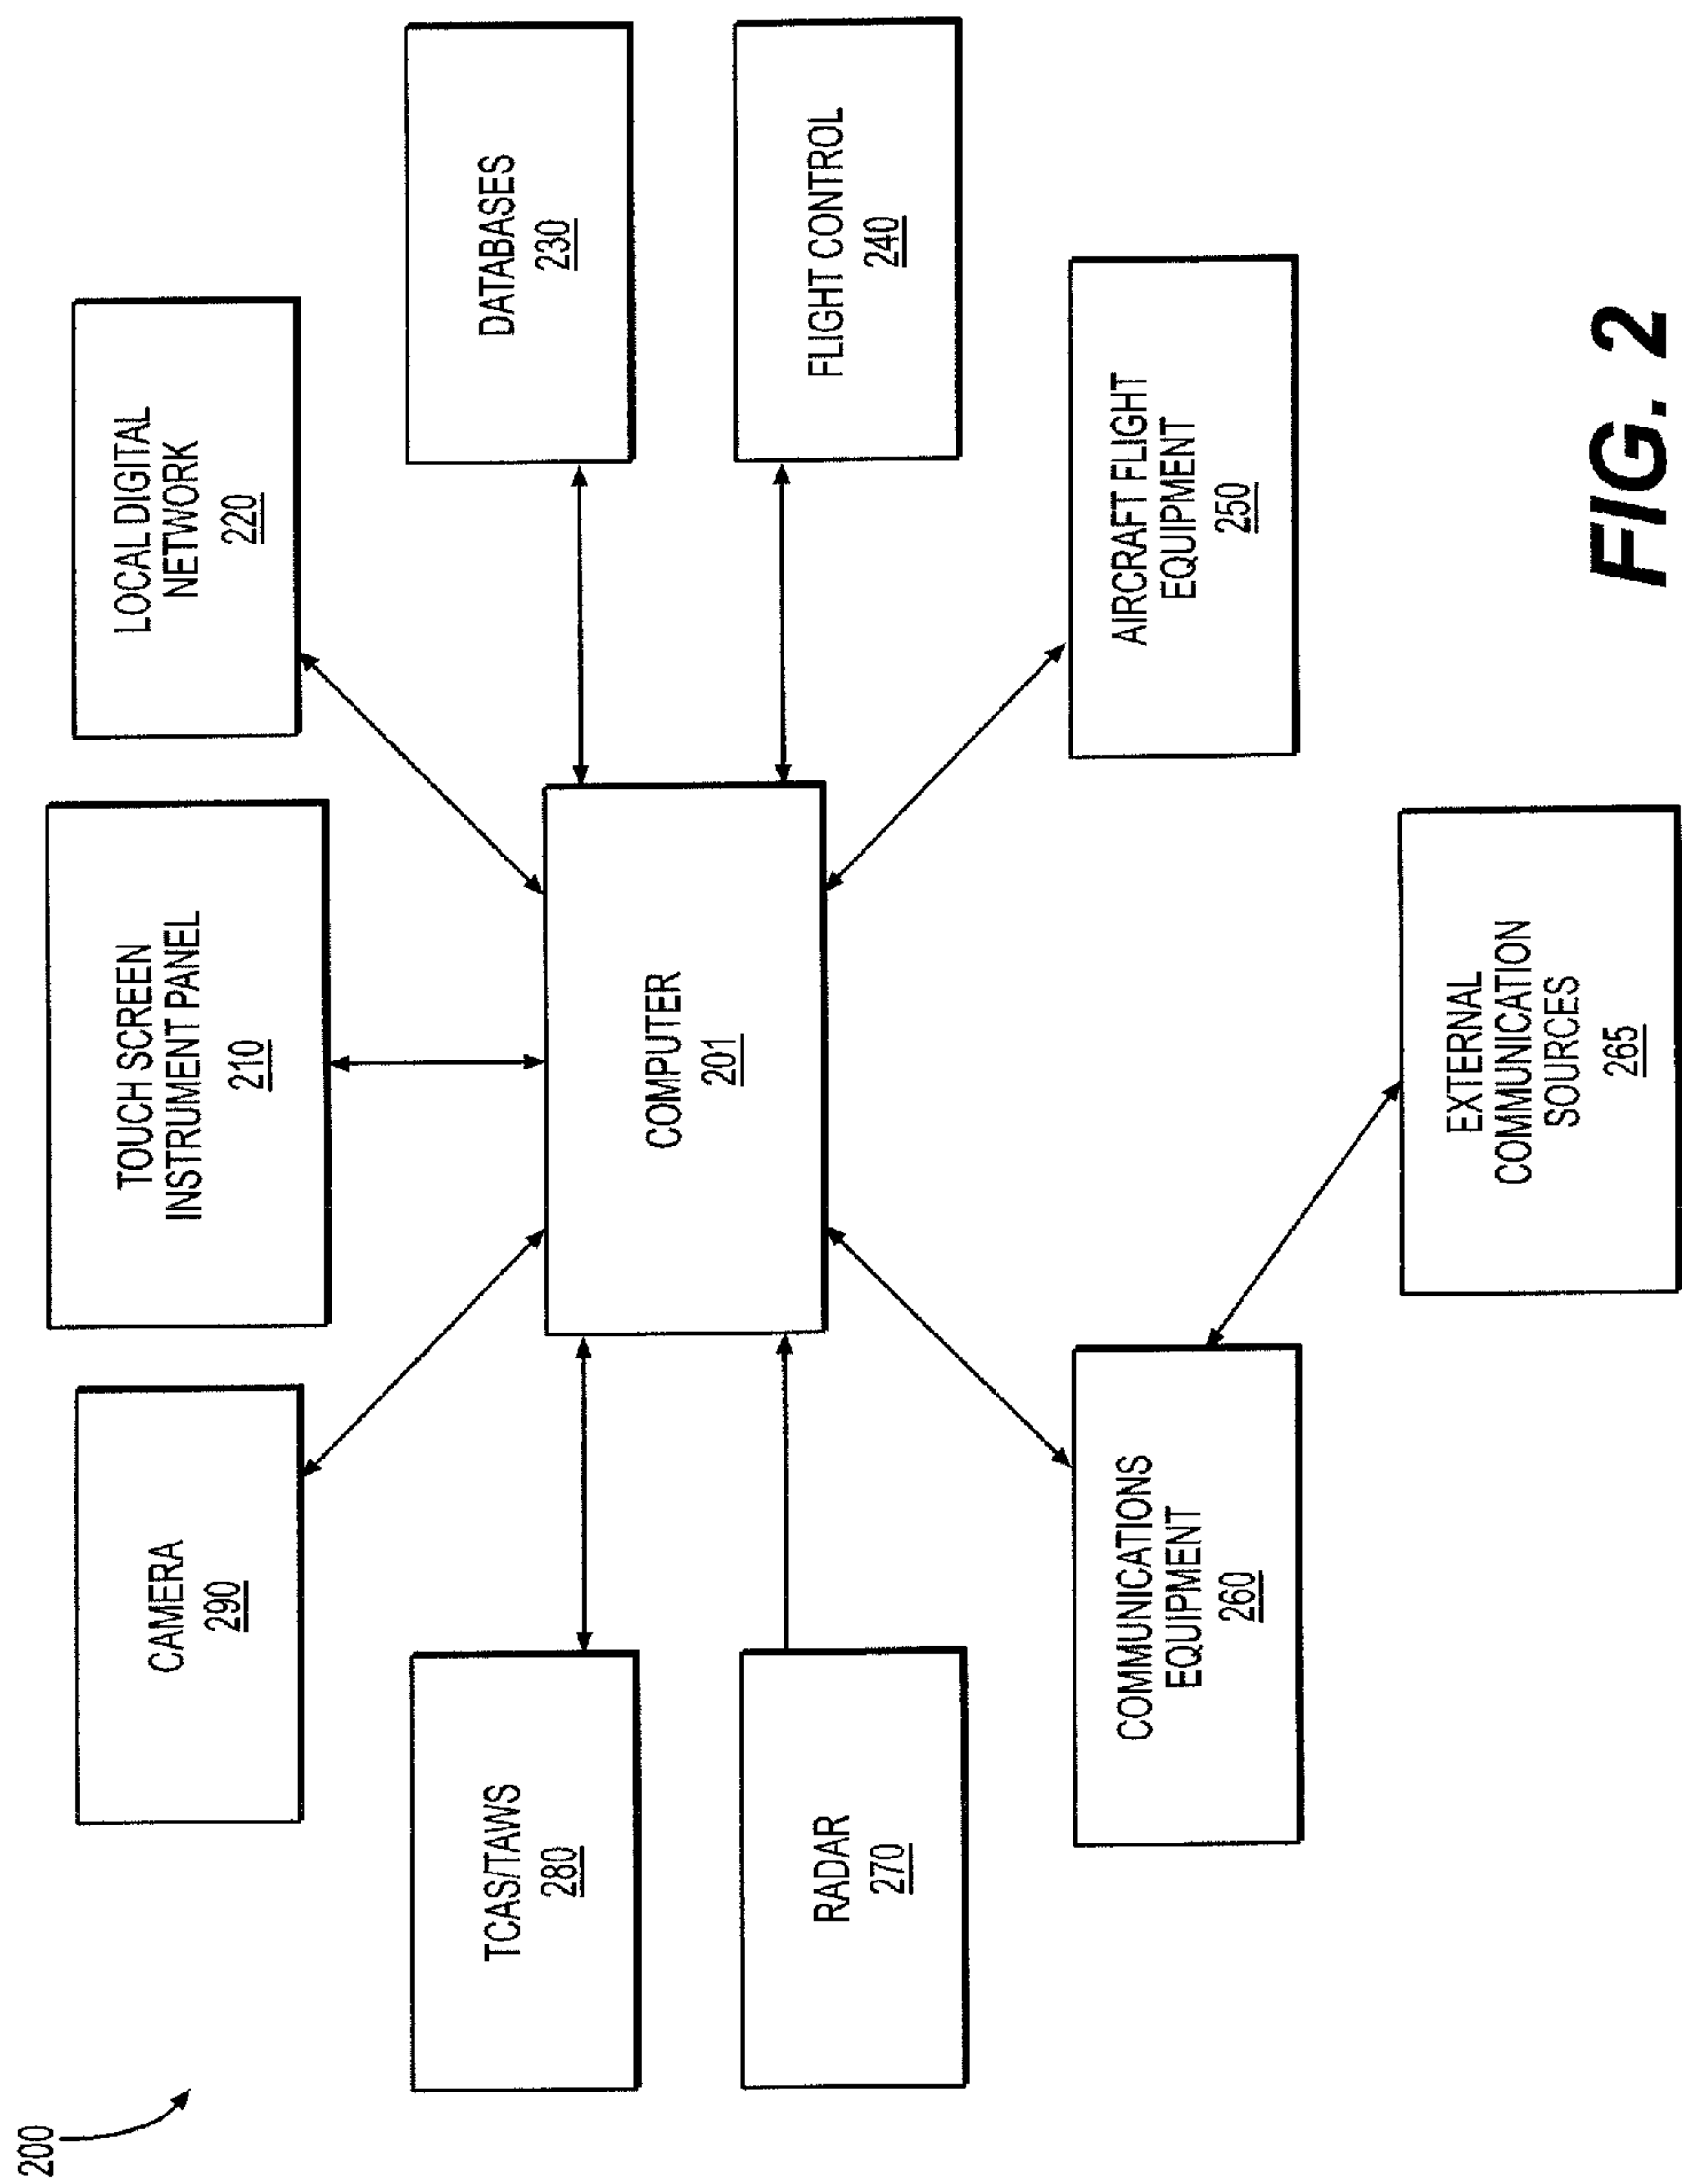 200
CAMERA
290
TOUCH SCREEN
INSTRUMENT PANEL
210
LOCAL DIGITAL
NETWORK
220
TCAS/TAWS
280
COMPUTER
201
DATABASES
230
RADAR
270
FLIGHT CONTROL
240
COMMUNICATIONS
EQUIPMENT
260
AIRCRAFT FLIGHT
EQUIPMENT
250
EXTERNAL
COMMUNICATION
SOURCES
265
FIG. 2